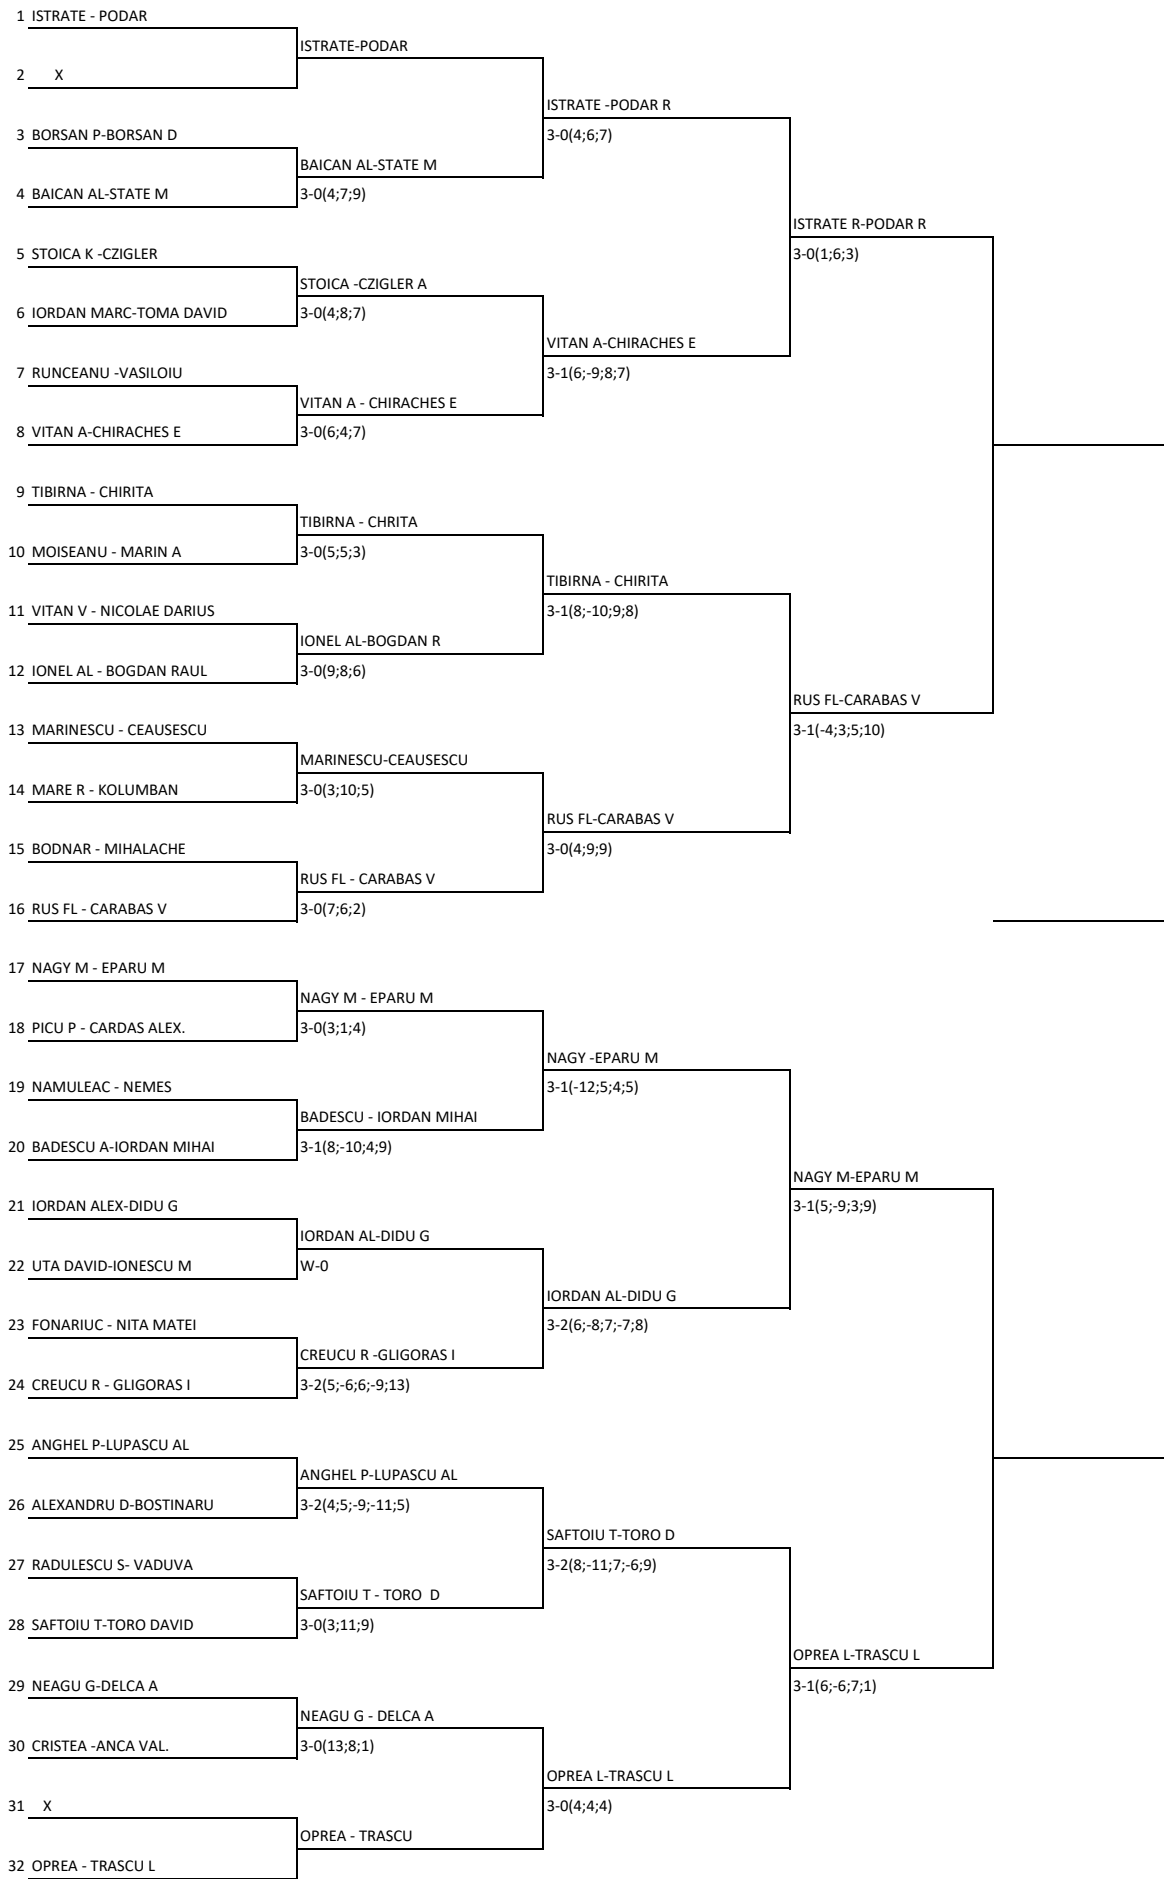 1 ISTRATE - PODAR
ISTRATE-PODAR
2 X
ISTRATE -PODAR R
3 BORSAN P-BORSAN D
3-0(4;6;7)
BAICAN AL-STATE M
4 BAICAN AL-STATE M
3-0(4;7;9)
ISTRATE R-PODAR R
5 STOICA K -CZIGLER
3-0(1;6;3)
STOICA -CZIGLER A
6 IORDAN MARC-TOMA DAVID
3-0(4;8;7)
VITAN A-CHIRACHES E
7 RUNCEANU -VASILOIU
3-1(6;-9;8;7)
VITAN A - CHIRACHES E
8 VITAN A-CHIRACHES E
3-0(6;4;7)
9 TIBIRNA - CHIRITA
TIBIRNA - CHRITA
10 MOISEANU - MARIN A
3-0(5;5;3)
TIBIRNA - CHIRITA
11 VITAN V - NICOLAE DARIUS
3-1(8;-10;9;8)
IONEL AL-BOGDAN R
12 IONEL AL - BOGDAN RAUL
3-0(9;8;6)
RUS FL-CARABAS V
13 MARINESCU - CEAUSESCU
3-1(-4;3;5;10)
MARINESCU-CEAUSESCU
14 MARE R - KOLUMBAN
3-0(3;10;5)
RUS FL-CARABAS V
15 BODNAR - MIHALACHE
3-0(4;9;9)
RUS FL - CARABAS V
16 RUS FL - CARABAS V
3-0(7;6;2)
17 NAGY M - EPARU M
NAGY M - EPARU M
18 PICU P - CARDAS ALEX.
3-0(3;1;4)
NAGY -EPARU M
19 NAMULEAC - NEMES
3-1(-12;5;4;5)
BADESCU - IORDAN MIHAI
20 BADESCU A-IORDAN MIHAI
3-1(8;-10;4;9)
NAGY M-EPARU M
21 IORDAN ALEX-DIDU G
3-1(5;-9;3;9)
IORDAN AL-DIDU G
22 UTA DAVID-IONESCU M
W-0
IORDAN AL-DIDU G
23 FONARIUC - NITA MATEI
3-2(6;-8;7;-7;8)
CREUCU R -GLIGORAS I
24 CREUCU R - GLIGORAS I
3-2(5;-6;6;-9;13)
25 ANGHEL P-LUPASCU AL
ANGHEL P-LUPASCU AL
26 ALEXANDRU D-BOSTINARU
3-2(4;5;-9;-11;5)
SAFTOIU T-TORO D
27 RADULESCU S- VADUVA
3-2(8;-11;7;-6;9)
SAFTOIU T - TORO  D
28 SAFTOIU T-TORO DAVID
3-0(3;11;9)
OPREA L-TRASCU L
29 NEAGU G-DELCA A
3-1(6;-6;7;1)
NEAGU G - DELCA A
30 CRISTEA -ANCA VAL.
3-0(13;8;1)
OPREA L-TRASCU L
31 X
3-0(4;4;4)
OPREA - TRASCU
32 OPREA - TRASCU L